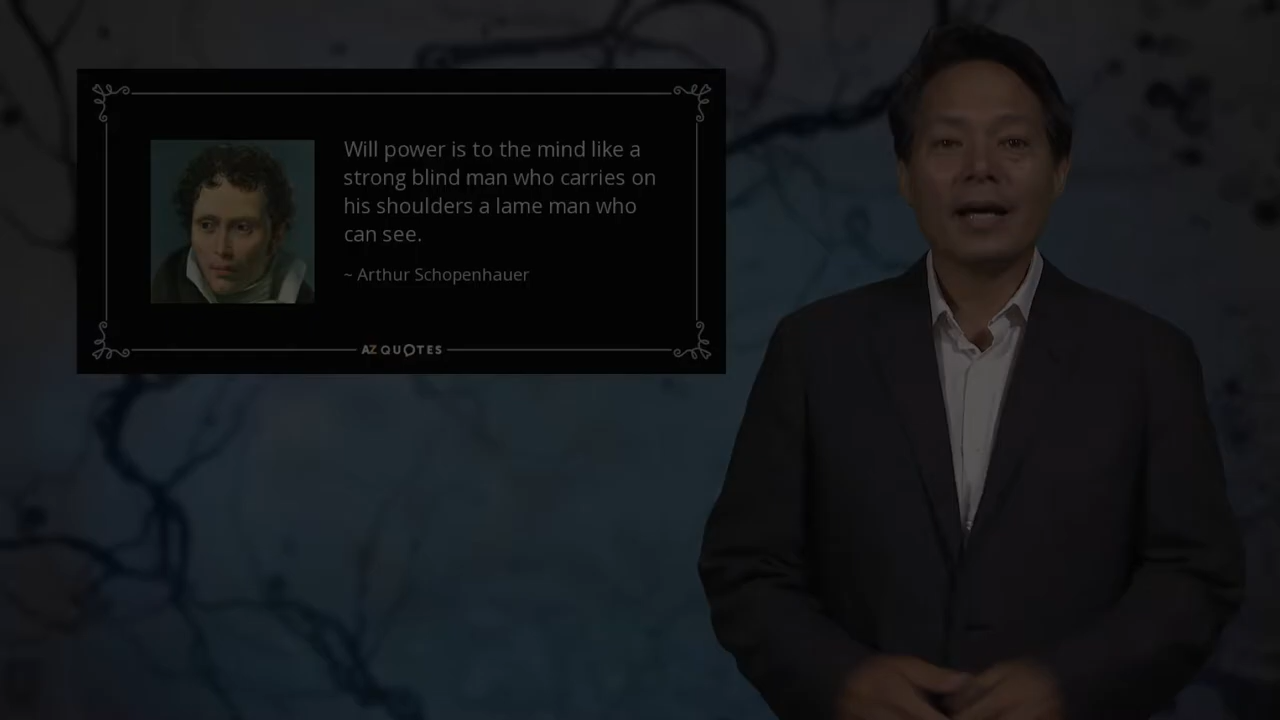 Will power is to the mind like a
strong blind man who carries on
his shoulders a lame man who
can see.
~ Arthur Schopenhauer
AZ QUOTES